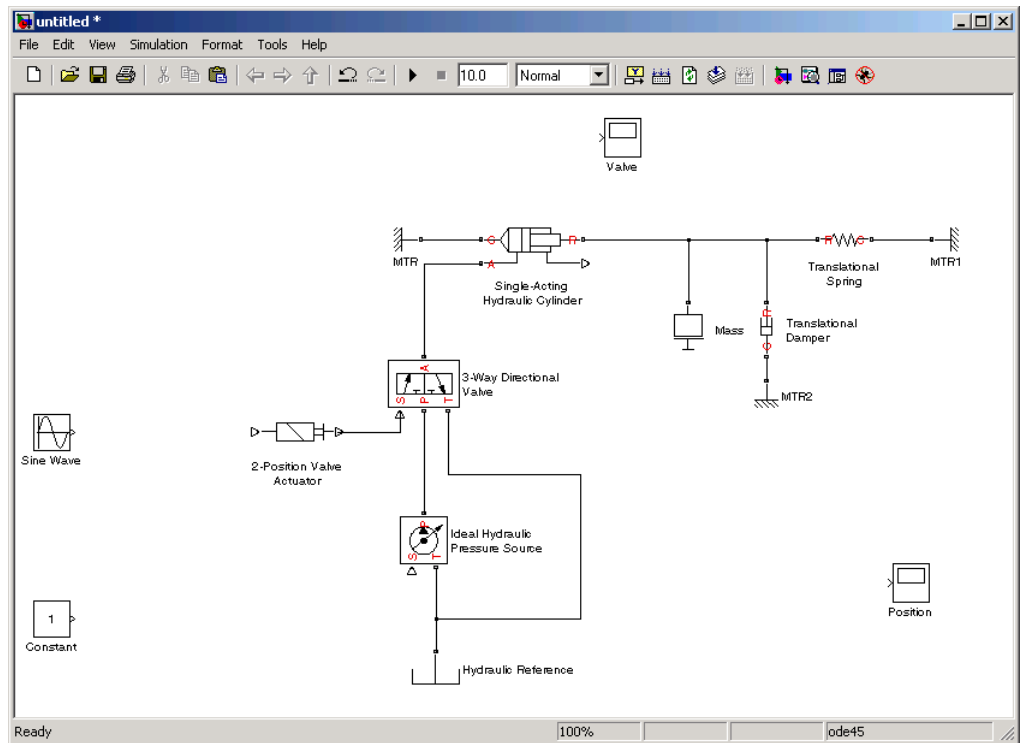 untitled *
File Edit View Simulation Format Tools Help
10.0 Normal
Valve
C R
MTR
A
Single-Acting
Hydraulic Cylinder
R C
Translational
Spring
MTR1
Mass
R
Translational
Damper
C
MTR2
A
S P T
3-Way Directional
Valve
Sine Wave
2-Position Valve
Actuator
P
S T
Ideal Hydraulic
Pressure Source
Position
1
Constant
Hydraulic Reference
Ready 100% ode45